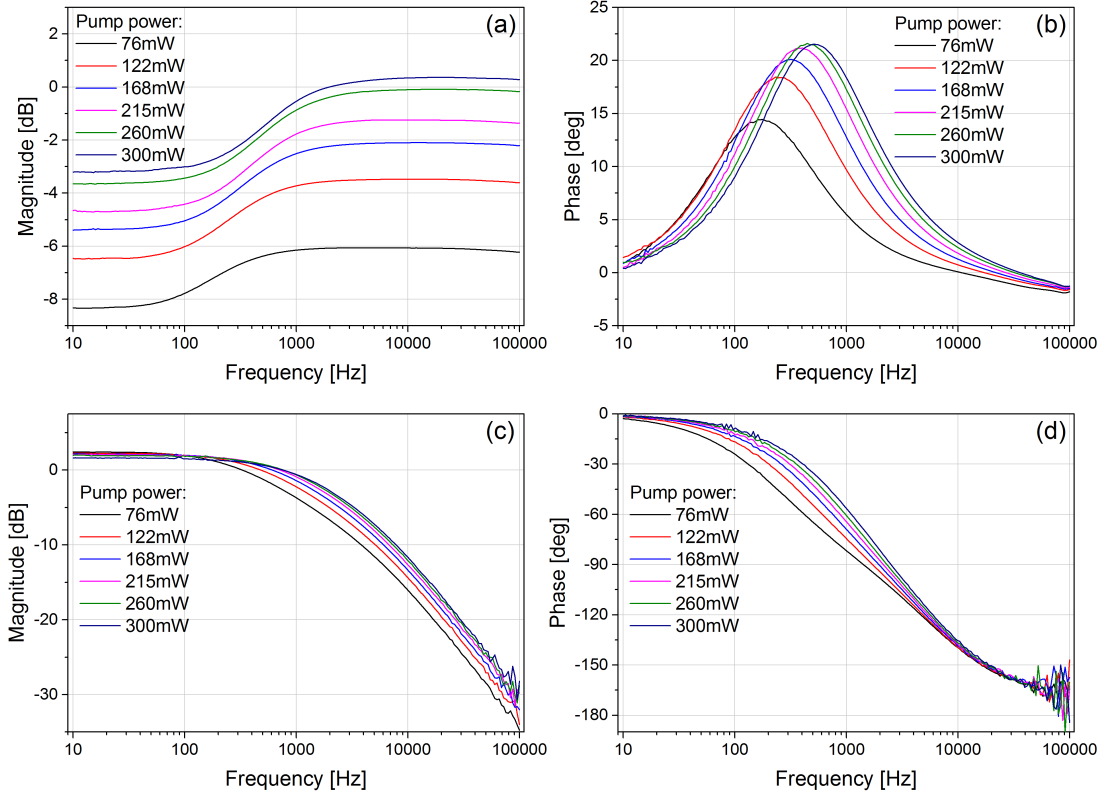 (a)
Pump power:
76mW
122mW
168mW
215mW
260mW
300mW
2
0
-2
-4
-6
-8
Magnitude [dB]
10 100 1000 10000 100000
Frequency [Hz]
(b)
Pump power:
76mW
122mW
168mW
215mW
260mW
300mW
25
20
15
10
5
0
-5
Phase [deg]
10 100 1000 10000 100000
Frequency [Hz]
(c)
Pump power:
76mW
122mW
168mW
215mW
260mW
300mW
0
-10
-20
-30
Magnitude [dB]
10 100 1000 10000 100000
Frequency [Hz]
(d)
Pump power:
76mW
122mW
168mW
215mW
260mW
300mW
0
-30
-60
-90
-120
-150
-180
Phase [deg]
10 100 1000 10000 100000
Frequency [Hz]